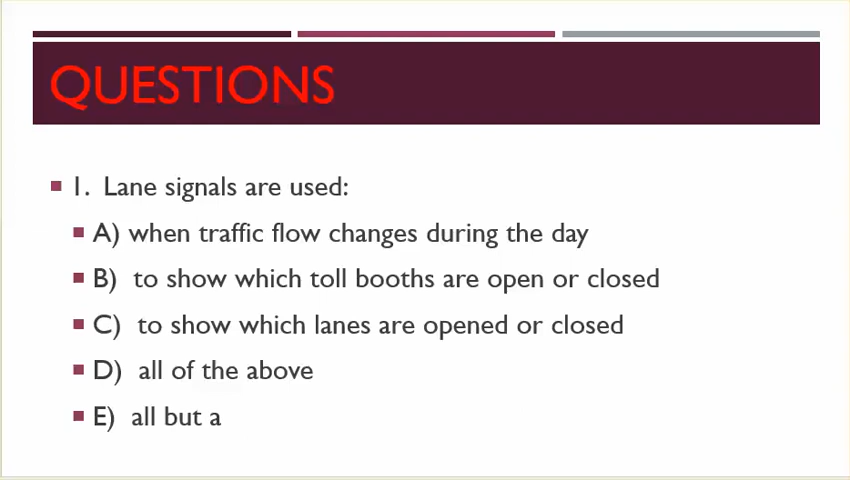 QUESTIONS
1. Lane signals are used:
A) when traffic flow changes during the day
B) to show which toll booths are open or closed
C) to show which lanes are opened or closed
D) all of the above
E) all but a